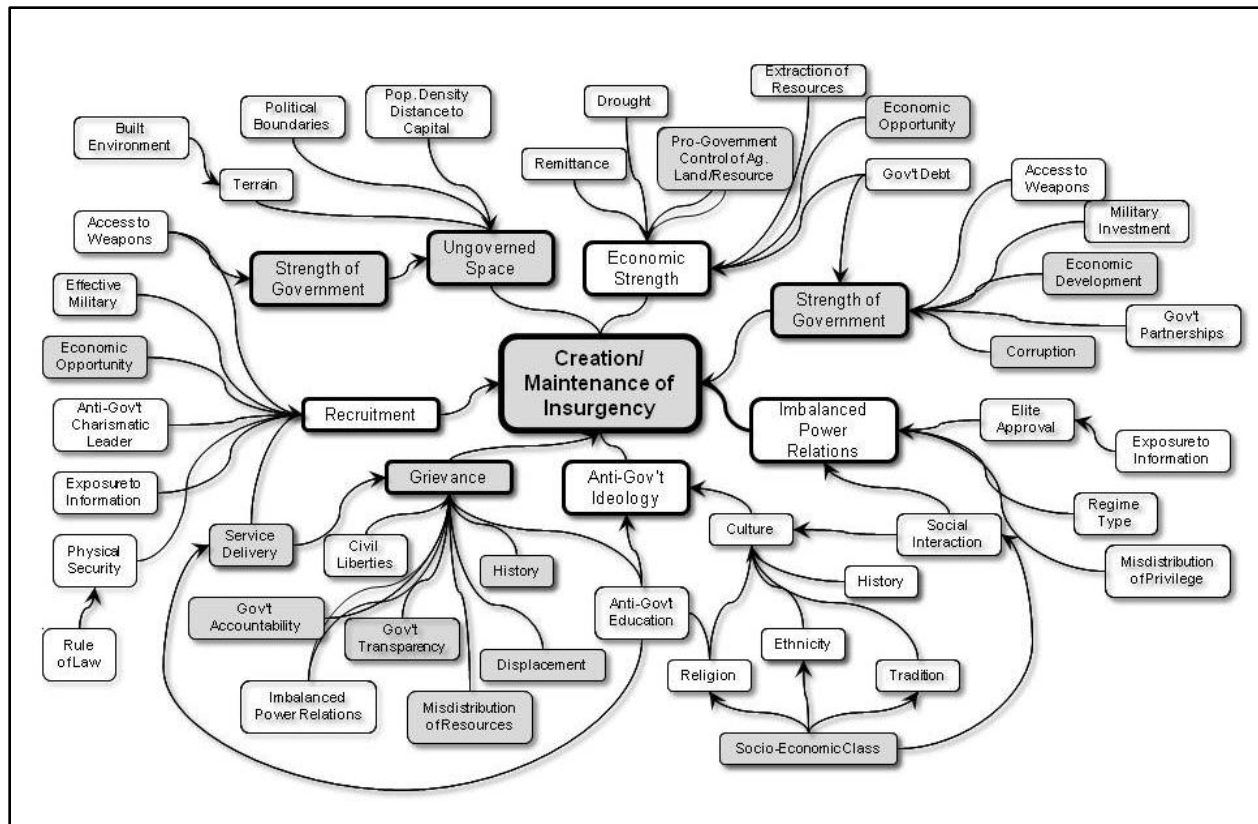 Extraction of
Resources
Pop. Density
Distance to
Capital
Drought
Political
Boundaries
Economic
Opportunity
Built
Environment
Pro-Government
Control of Ag.
Land/Resource
Remittance
Gov't Debt
Access to
Weapons
Terrain
Access to
Weapons
Military
Investment
Ungoverned
Space
Economic
Strength
Strength of
Government
Economic
Development
Effective
Military
Strength of
Government
Gov't
Partnerships
Economic
Opportunity
Corruption
Creation/
Maintenance of
Insurgency
Anti-Gov't
Charismatic
Leader
Recruitment
Imbalanced
Power
Relations
Elite
Approval
Exposure to
Information
Grievance
Anti-Gov't
Ideology
Exposure to
Information
Regime
Type
Service
Delivery
Civil
Liberties
Culture
Social
Interaction
Physical
Security
History
History
Misdistribution
of Privilege
Gov't
Accountability
Gov't
Transparency
Anti-Gov't
Education
Ethnicity
Rule
of Law
Displacement
Religion
Tradition
Imbalanced
Power Relations
Misdistribution
of Resources
Socio-Economic Class